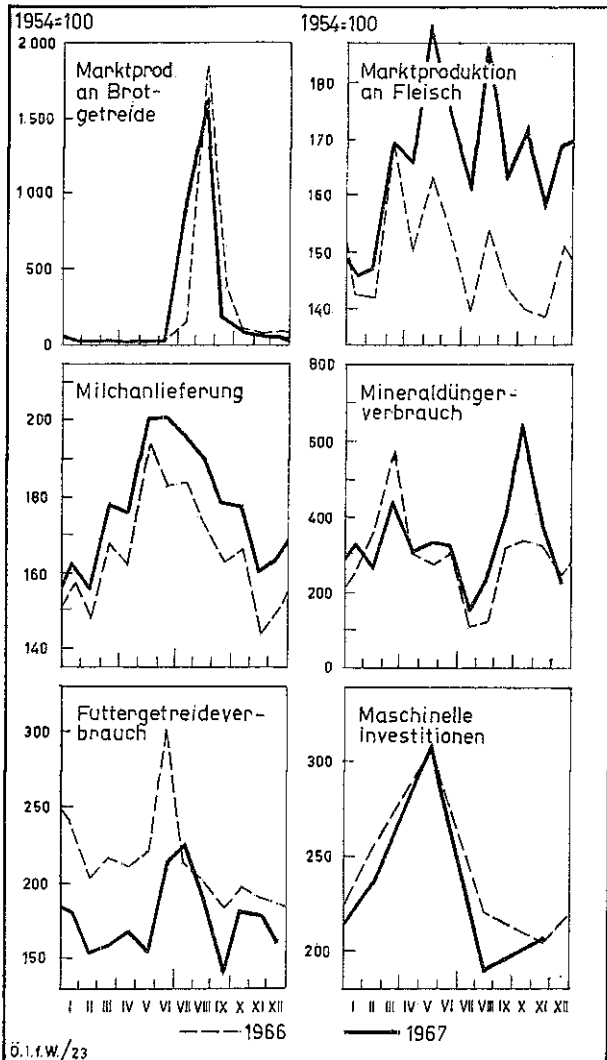 1954=100
1954=100
Marktprod.
an Brot-
getreide
2.000
1.500
1 000
500
0
Marktproduktion
an Fleisch
180
170
160
150
140
Milchanlieferung
200
180
160
140
Mineraldünger-
verbrauch
800
600
400
200
0
Futtergetreidever-
brauch
300
250
200
150
Maschinelle
Investitionen
300
250
200
I II III IV V VI VII VIII IX X XI XII
I II III IV V VI VII VIII IX X XI XII
1966
1967
Ö.I.f.W./23